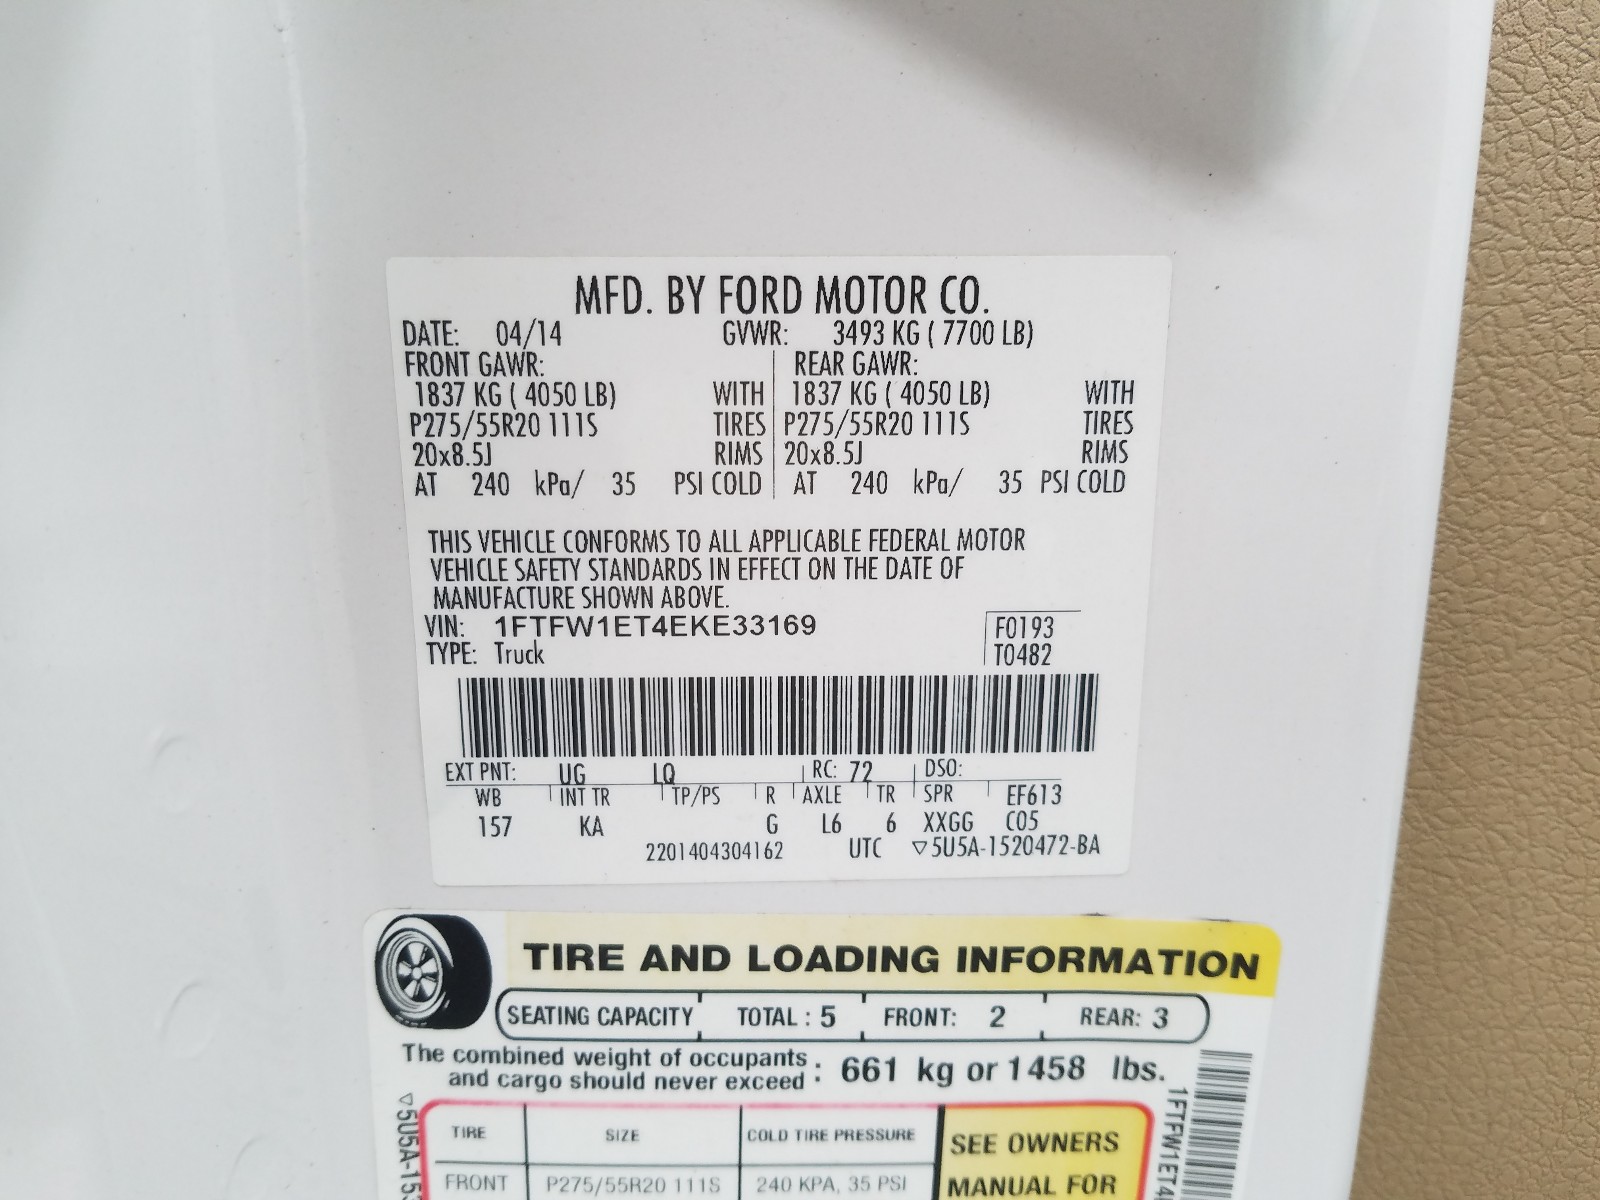 MFD. BY FORD MOTOR CO.
DATE: 04/14 GVWR: 3493 KG ( 7700 LB)
FRONT GAWR: REAR GAWR:
1837 KG ( 4050 LB) WITH 1837 KG ( 4050 LB) WITH
P275/55R20 111S TIRES P275/55R20 111S TIRES
20x8.5J RIMS 20x8.5J RIMS
AT 240 kPa/ 35 PSI COLD AT 240 kPa/ 35 PSI COLD
THIS VEHICLE CONFORMS TO ALL APPLICABLE FEDERAL MOTOR
VEHICLE SAFETY STANDARDS IN EFFECT ON THE DATE OF
MANUFACTURE SHOWN ABOVE.
VIN: 1FTFW1ET4EKE33169 F0193
TYPE: Truck T0482
EXT PNT: UG LQ RC: 72 DSO:
WB INT TR TP/PS R AXLE TR SPR EF613
157 KA G L6 6 XXGG C05
2201404304162 UTC ▽5U5A-1520472-BA
TIRE AND LOADING INFORMATION
SEATING CAPACITY TOTAL : 5 FRONT: 2 REAR: 3
The combined weight of occupants
and cargo should never exceed : 661 kg or 1458 lbs.
TIRE SIZE COLD TIRE PRESSURE SEE OWNERS
FRONT P275/55R20 111S 240 KPA, 35 PSI MANUAL FOR
▽5U5A-153
1FTFW1ET4